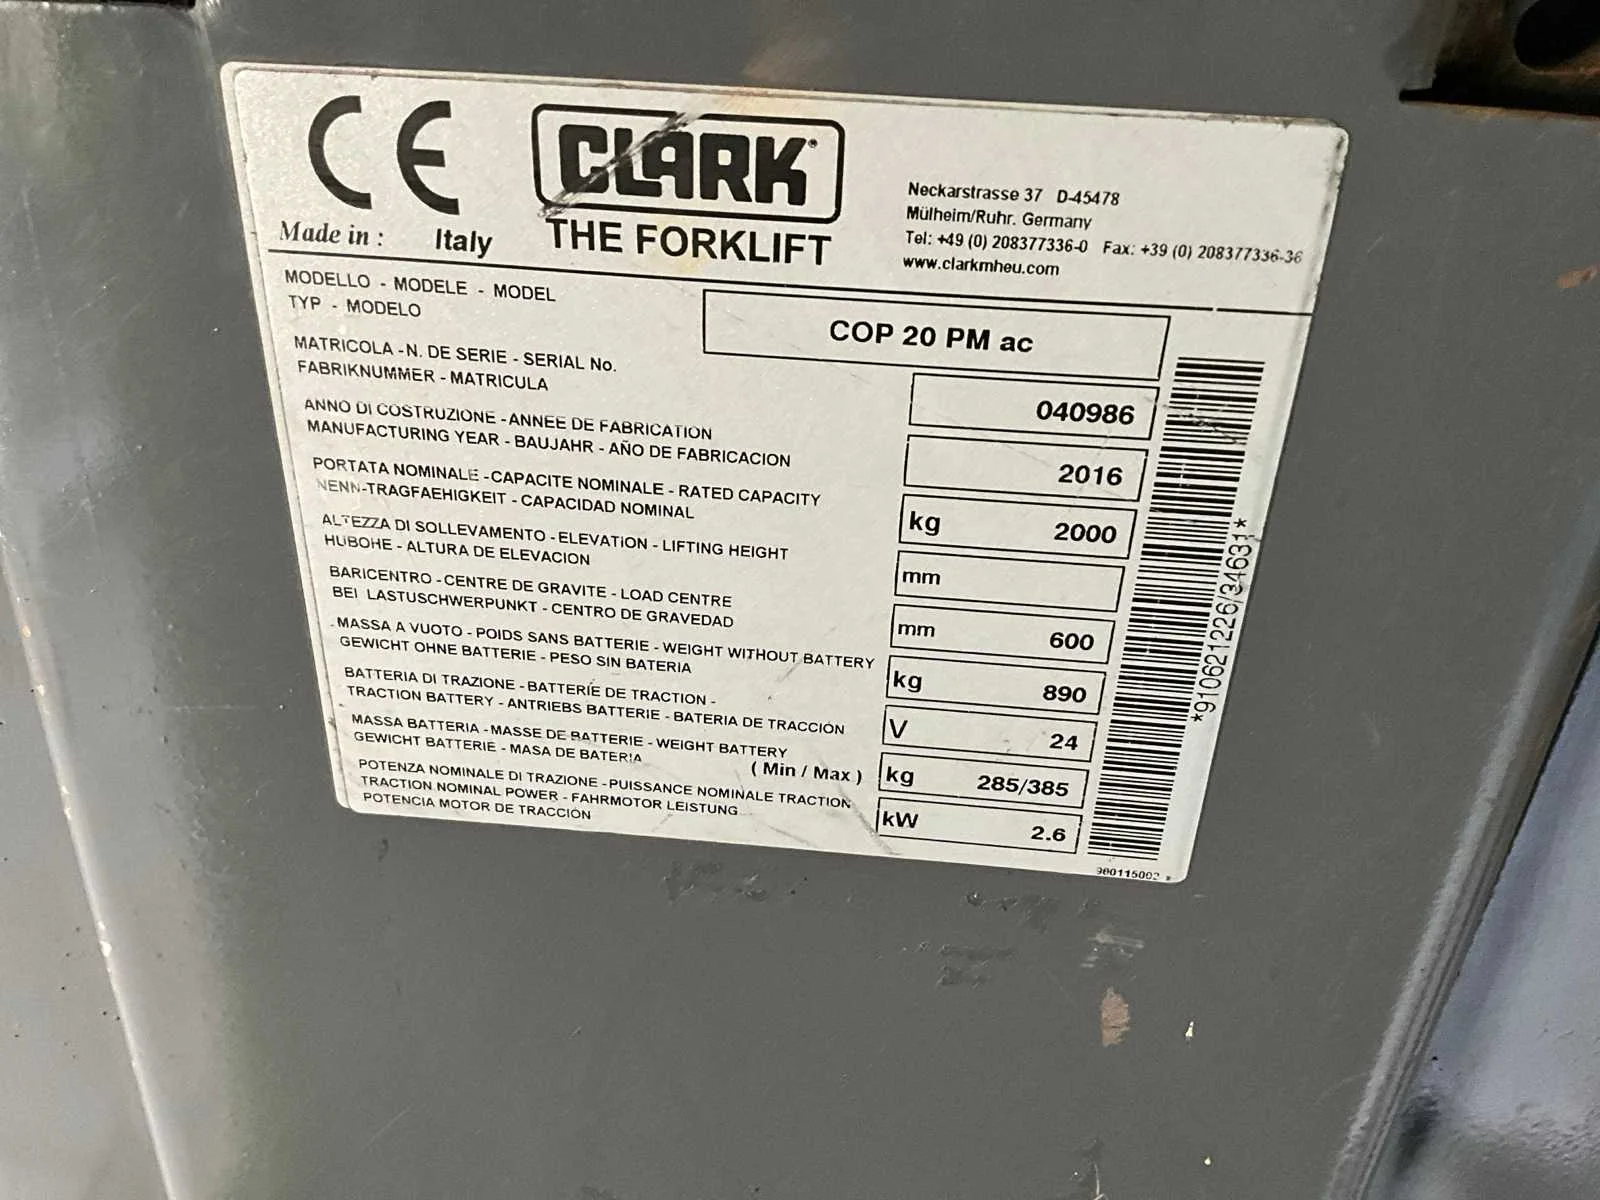 CE
CLARK®
THE FORKLIFT
Made in : Italy
Neckarstrasse 37 D-45478
Mülheim/Ruhr. Germany
Tel: +49 (0) 208377336-0 Fax: +39 (0) 208377336-36
www.clarkmheu.com
MODELLO - MODELE - MODEL
TYP - MODELO
COP 20 PM ac
MATRICOLA - N. DE SERIE - SERIAL No.
FABRIKNUMMER - MATRICULA
040986
ANNO DI COSTRUZIONE - ANNEE DE FABRICATION
MANUFACTURING YEAR - BAUJAHR - AÑO DE FABRICACION
2016
PORTATA NOMINALE - CAPACITE NOMINALE - RATED CAPACITY
NENN-TRAGFAEHIGKEIT - CAPACIDAD NOMINAL
kg 2000
ALTEZZA DI SOLLEVAMENTO - ELEVATION - LIFTING HEIGHT
HUBOHE - ALTURA DE ELEVACION
mm
BARICENTRO - CENTRE DE GRAVITE - LOAD CENTRE
BEI LASTUSCHWERPUNKT - CENTRO DE GRAVEDAD
mm 600
MASSA A VUOTO - POIDS SANS BATTERIE - WEIGHT WITHOUT BATTERY
GEWICHT OHNE BATTERIE - PESO SIN BATERIA
kg 890
BATTERIA DI TRAZIONE - BATTERIE DE TRACTION -
TRACTION BATTERY - ANTRIEBS BATTERIE - BATERIA DE TRACCIÓN
V 24
MASSA BATTERIA - MASSE DE BATTERIE - WEIGHT BATTERY
GEWICHT BATTERIE - MASA DE BATERIA
( Min / Max ) kg 285/385
POTENZA NOMINALE DI TRAZIONE - PUISSANCE NOMINALE TRACTION
TRACTION NOMINAL POWER - FAHRMOTOR LEISTUNG
POTENCIA MOTOR DE TRACCIÓN
kW 2.6
*910621226/34631*